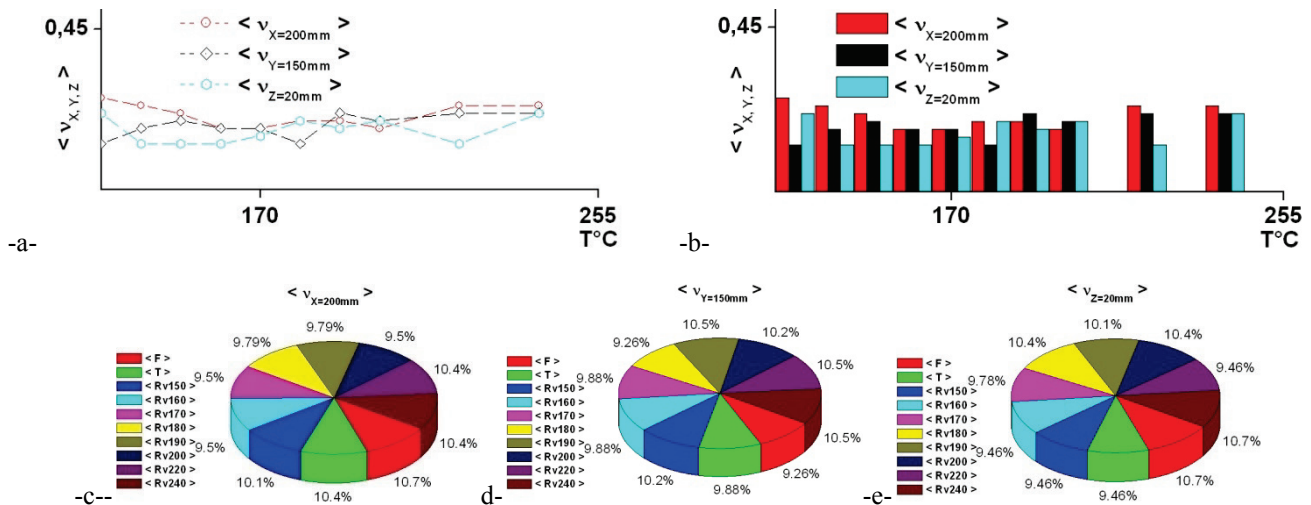 0,45
< ν X=200mm >
< ν Y=150mm >
< ν Z=20mm >
< ν X,Y, Z >
170
255
T°C
-a-
0,45
< ν X=200mm >
< ν Y=150mm >
< ν Z=20mm >
< ν X,Y, Z >
170
255
T°C
-b-
< ν X=200mm >
< F >
< T >
< Rv150 >
< Rv160 >
< Rv170 >
< Rv180 >
< Rv190 >
< Rv200 >
< Rv220 >
< Rv240 >
9.79%
9.79%
9.5%
10.4%
10.4%
10.7%
10.4%
10.1%
9.5%
9.5%
-c--
< ν Y=150mm >
< F >
< T >
< Rv150 >
< Rv160 >
< Rv170 >
< Rv180 >
< Rv190 >
< Rv200 >
< Rv220 >
< Rv240 >
9.26%
10.5%
10.2%
10.5%
10.5%
9.26%
9.88%
10.2%
9.88%
9.88%
d-
< ν Z=20mm >
< F >
< T >
< Rv150 >
< Rv160 >
< Rv170 >
< Rv180 >
< Rv190 >
< Rv200 >
< Rv220 >
< Rv240 >
10.4%
10.1%
10.4%
9.46%
10.7%
10.7%
9.46%
9.46%
9.46%
9.78%
-e-